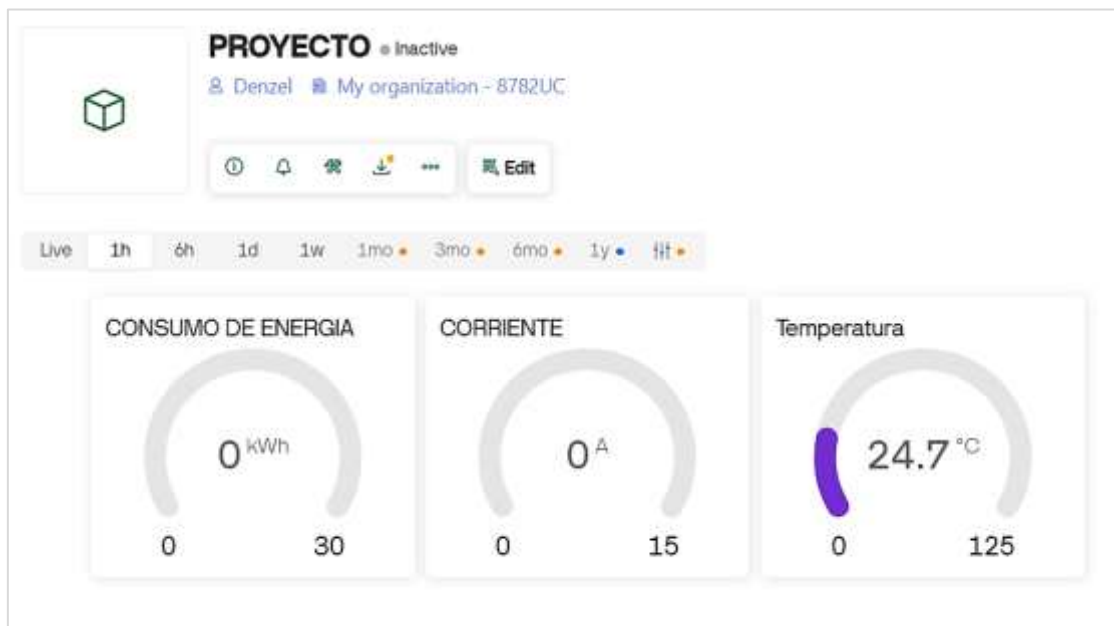 PROYECTO Inactive
Denzel My organization - 8782UC
Edit
Live 1h 6h 1d 1w 1mo 3mo 6mo 1y
CONSUMO DE ENERGIA
0 kWh
0 30
CORRIENTE
0 A
0 15
Temperatura
24.7 °C
0 125